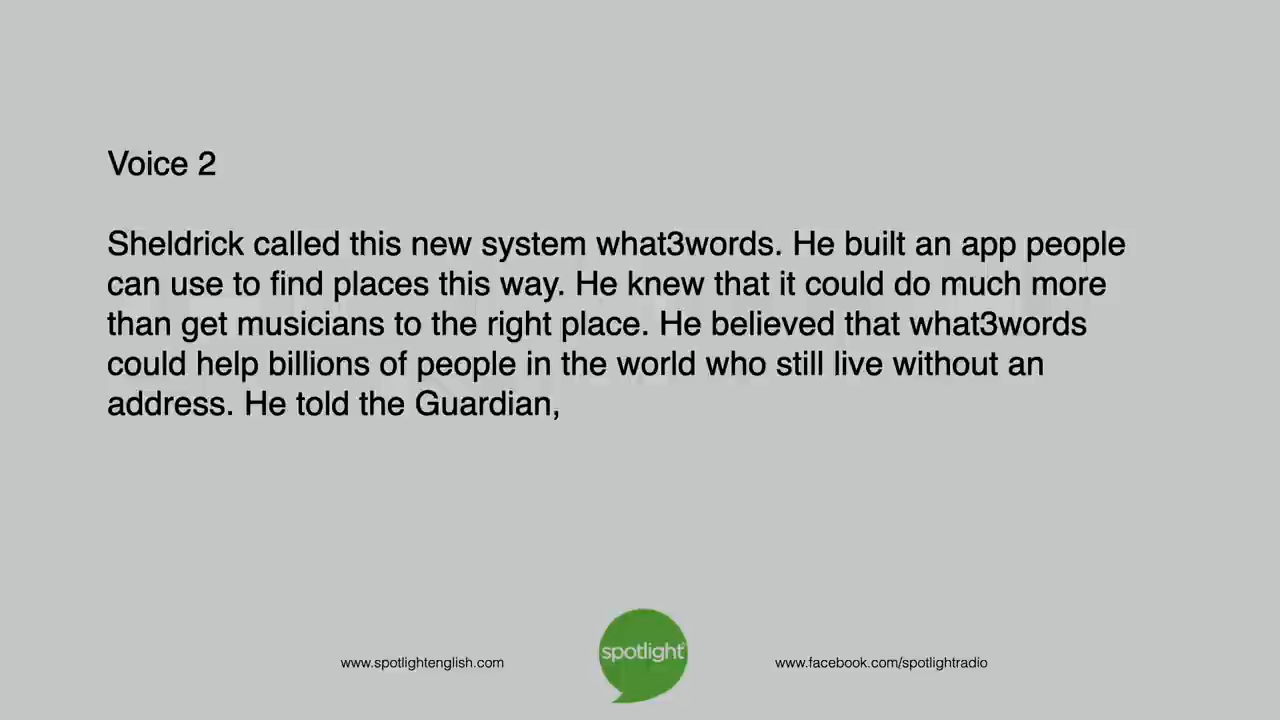 Voice 2
Sheldrick called this new system what3words. He built an app people
can use to find places this way. He knew that it could do much more
than get musicians to the right place. He believed that what3words
could help billions of people in the world who still live without an
address. He told the Guardian,
www.spotlightenglish.com
spotlight
www.facebook.com/spotlightradio